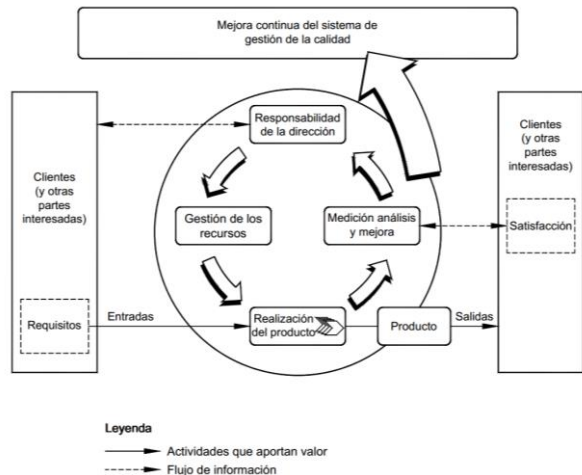 Mejora continua del sistema de
gestión de la calidad
Responsabilidad
de la dirección
Clientes
(y otras
partes
interesadas)
Clientes
(y otras
partes
interesadas)
Gestión de los
recursos
Medición análisis
y mejora
Satisfacción
Requisitos
Entradas
Realización
del producto
Producto
Salidas
Leyenda
Actividades que aportan valor
Flujo de información